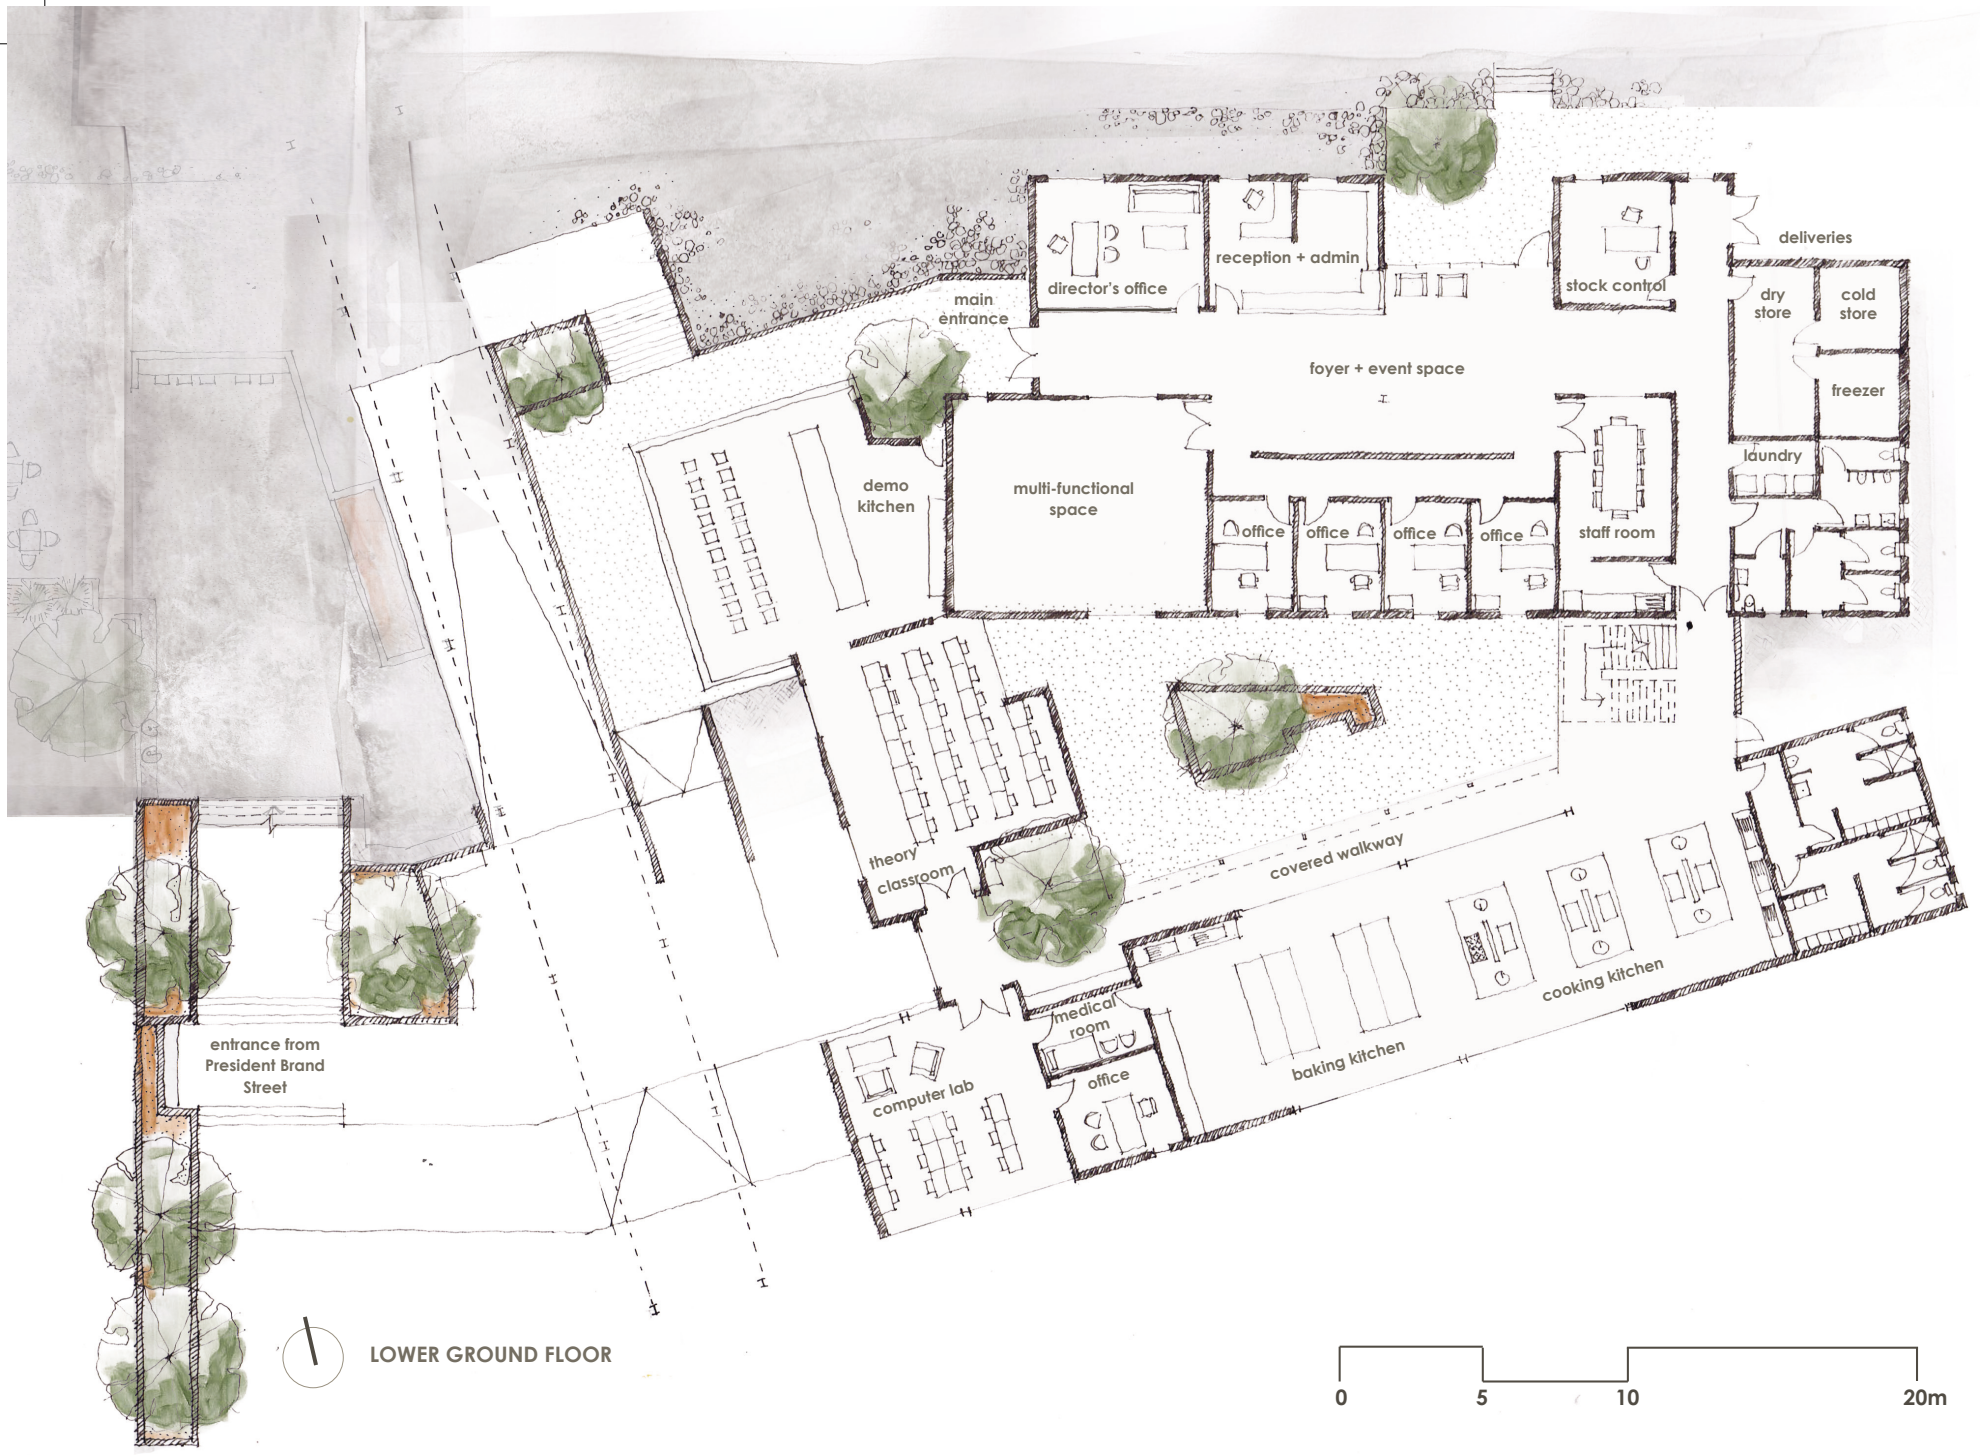 deliveries
reception + admin
director's office
stock control
main
entrance
dry
store
cold
store
foyer + event space
freezer
laundry
demo
kitchen
multi-functional
space
office
office
office
office
staff room
theory
classroom
covered walkway
cooking kitchen
medical
room
baking kitchen
office
computer lab
entrance from
President Brand
Street
LOWER GROUND FLOOR
0 5 10 20m